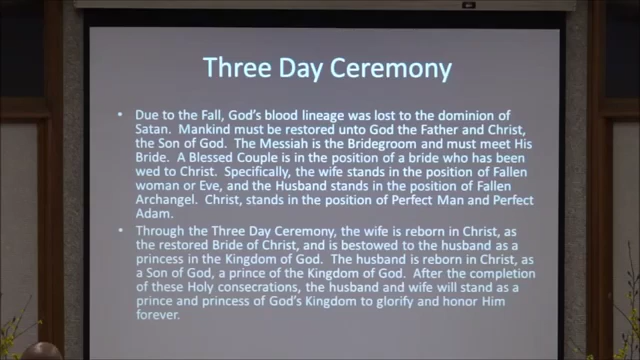 Three Day Ceremony
• Due to the Fall, God's blood lineage was lost to the dominion of
Satan.  Mankind must be restored unto God the Father and Christ,
the Son of God.  The Messiah is the Bridegroom and must meet His
Bride.  A Blessed Couple is in the position of a bride who has been
wed to Christ.  Specifically, the wife stands in the position of Fallen
woman or Eve, and the Husband stands in the position of Fallen
Archangel.  Christ, stands in the position of Perfect Man and Perfect
Adam.
• Through the Three Day Ceremony, the wife is reborn in Christ, as
the restored Bride of Christ, and is bestowed to the husband as a
princess in the Kingdom of God.  The husband is reborn in Christ, as
a Son of God, a prince of the Kingdom of God.  After the completion
of these Holy consecrations, the husband and wife will stand as a
prince and princess of God's Kingdom to glorify and honor Him
forever.